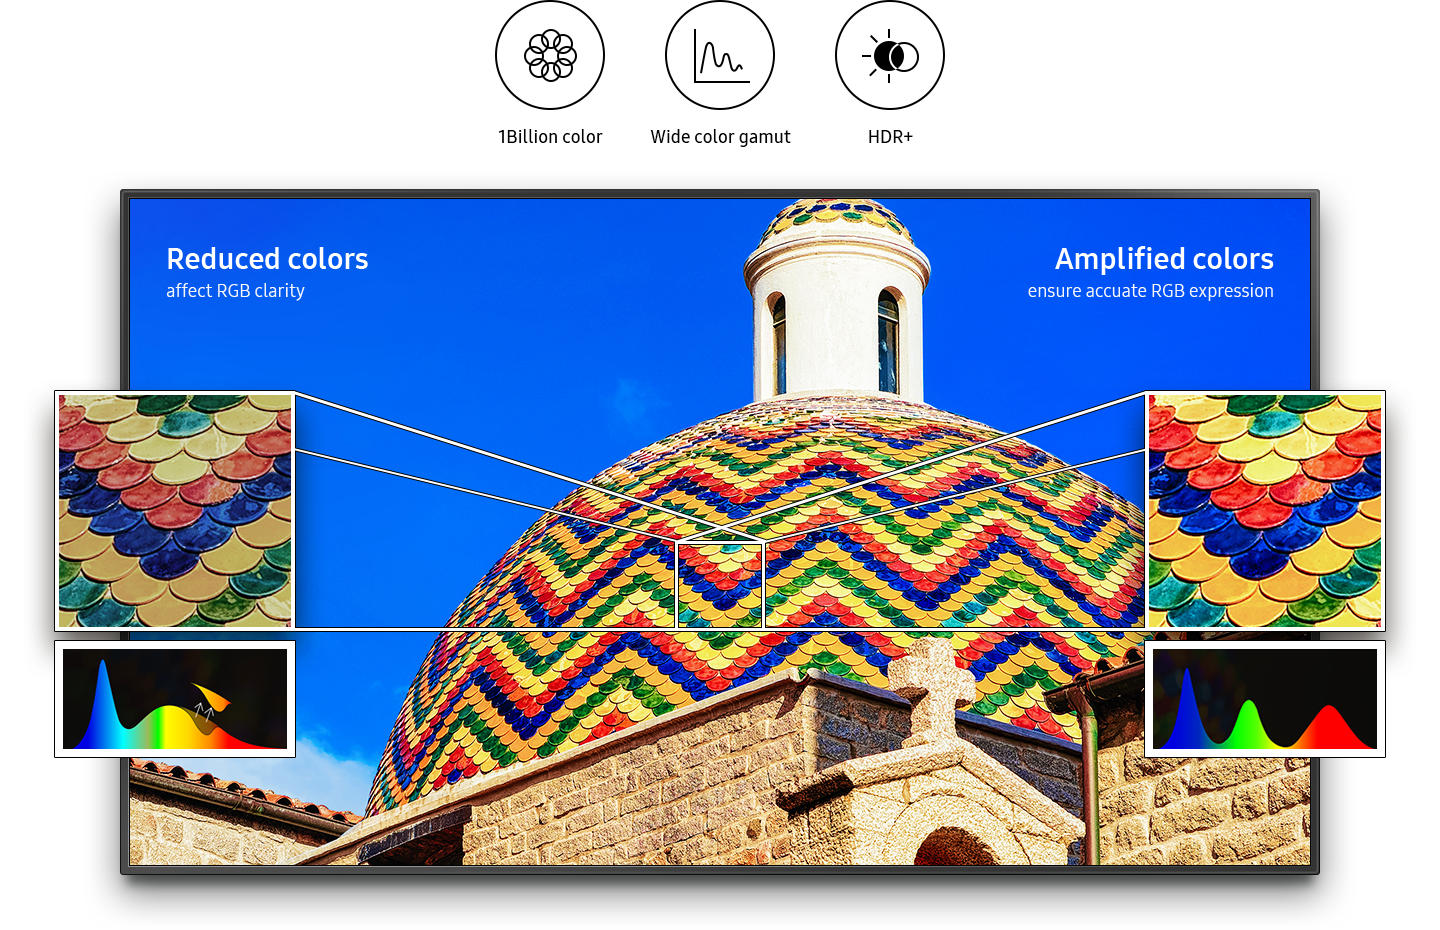 1Billion color
Wide color gamut
HDR+
Reduced colors
affect RGB clarity
Amplified colors
ensure accuate RGB expression